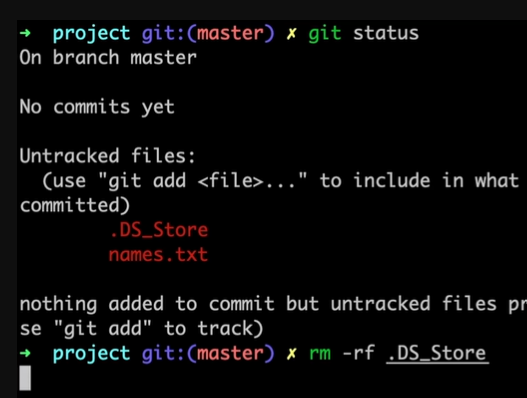 → project git:(master) ✗ git status
On branch master
No commits yet
Untracked files:
(use "git add <file>..." to include in what
committed)
.DS_Store
names.txt
nothing added to commit but untracked files pr
se "git add" to track)
→ project git:(master) ✗ rm -rf .DS_Store